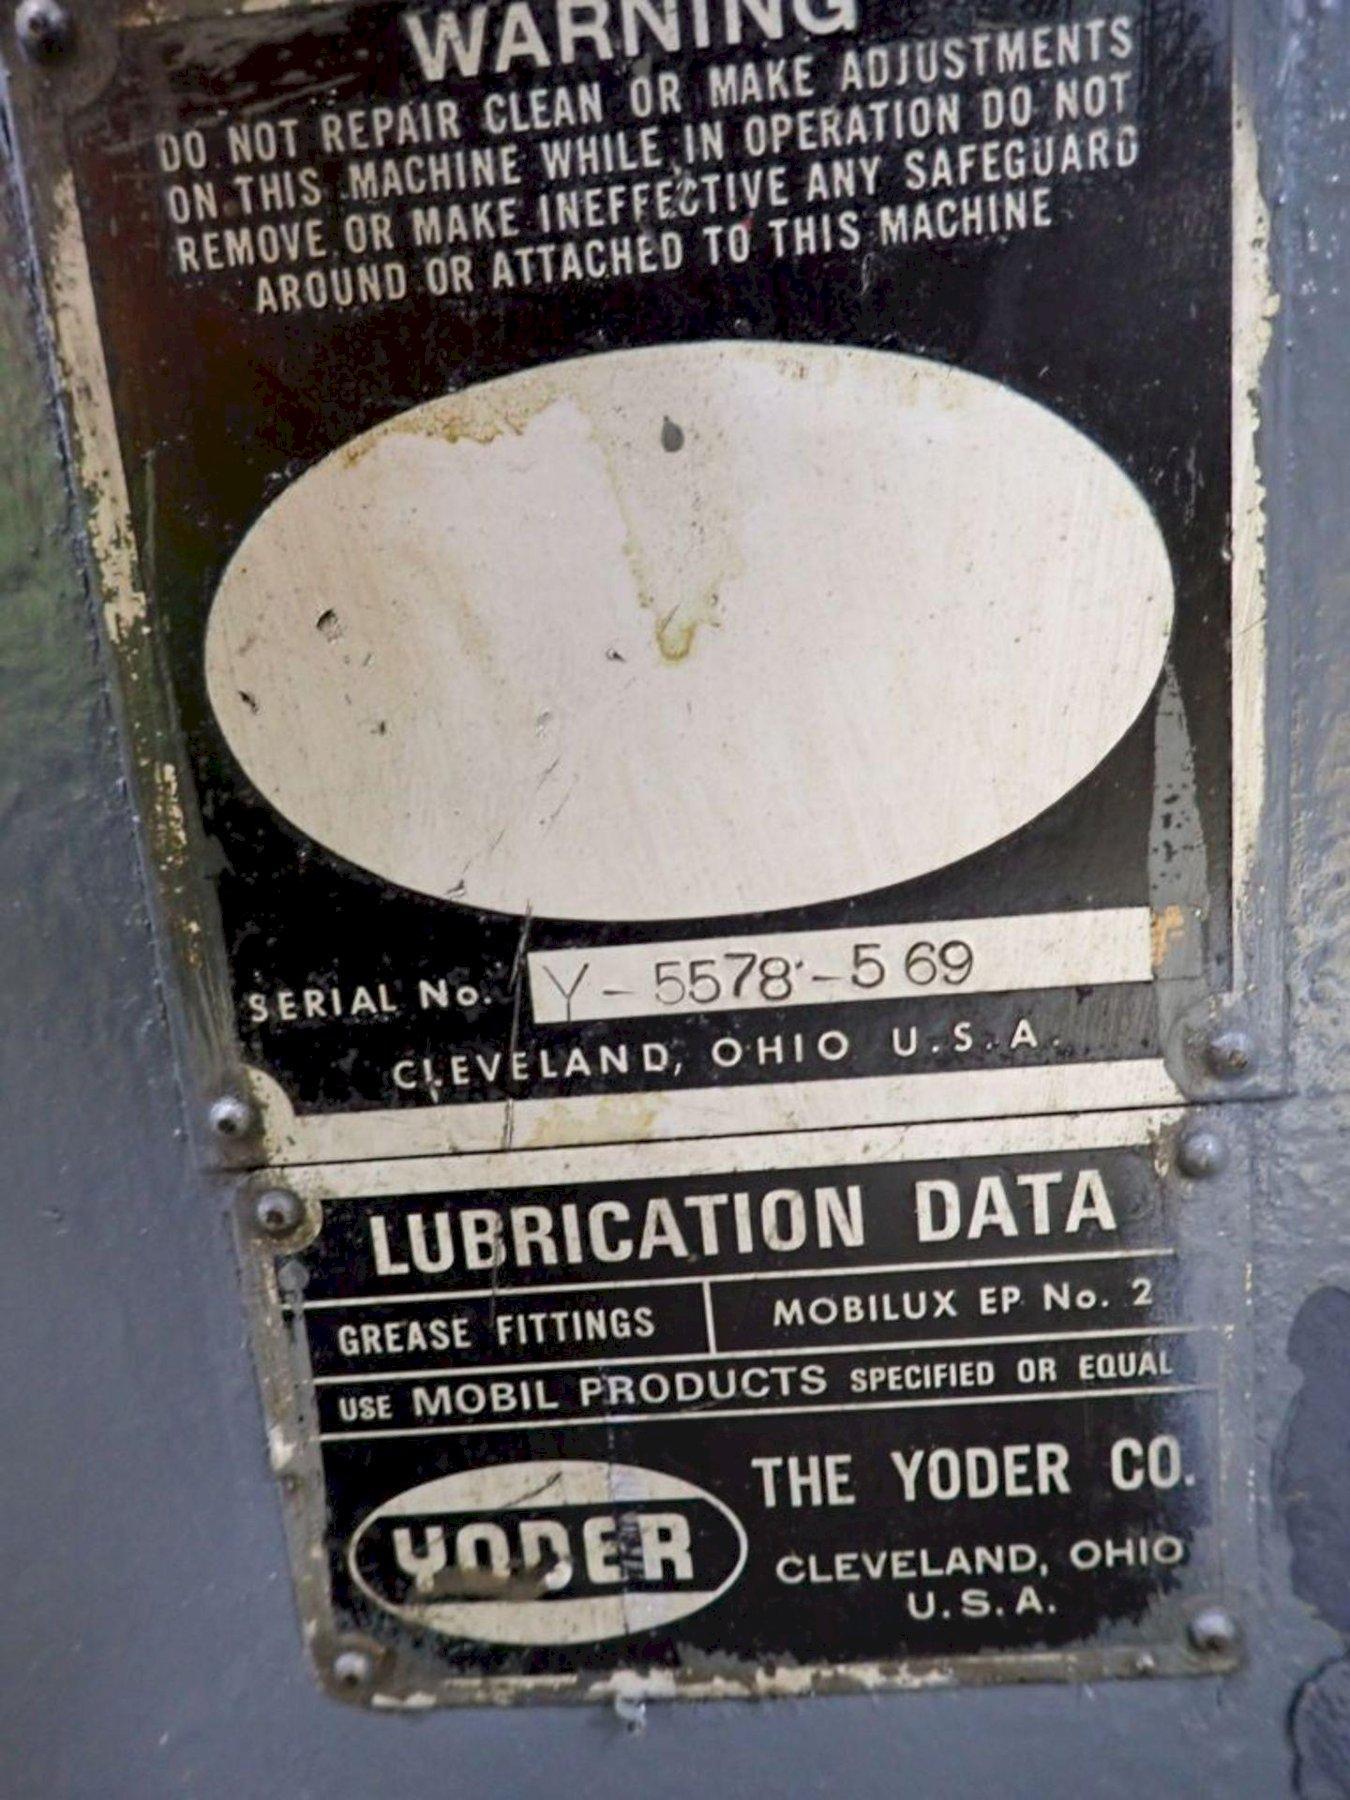 WARNING
DO NOT REPAIR CLEAN OR MAKE ADJUSTMENTS
ON THIS MACHINE WHILE IN OPERATION DO NOT
REMOVE OR MAKE INEFFECTIVE ANY SAFEGUARD
AROUND OR ATTACHED TO THIS MACHINE
SERIAL No. Y-5578-569
CLEVELAND, OHIO U.S.A.
LUBRICATION DATA
GREASE FITTINGS MOBILUX EP No. 2
USE MOBIL PRODUCTS SPECIFIED OR EQUAL
YODER
THE YODER CO.
CLEVELAND, OHIO
U.S.A.